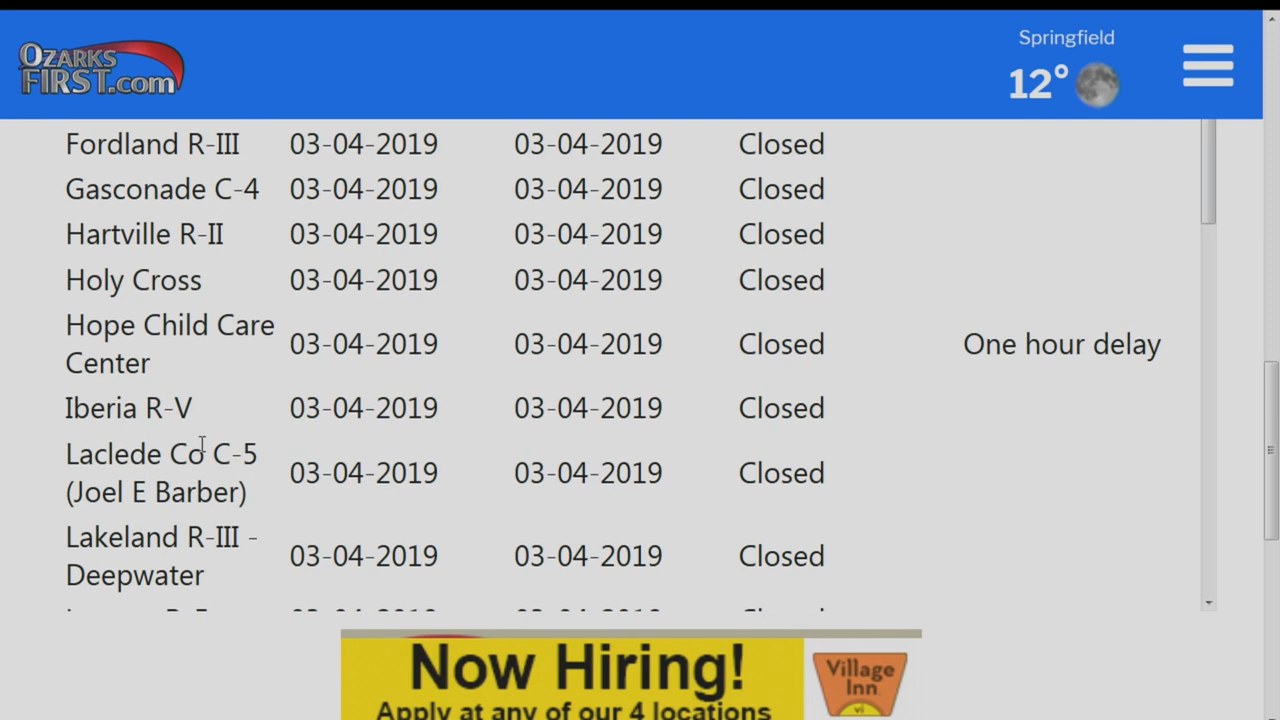 OZARKS
FIRST.com
Springfield
12°
Fordland R-III 03-04-2019 03-04-2019 Closed
Gasconade C-4 03-04-2019 03-04-2019 Closed
Hartville R-II 03-04-2019 03-04-2019 Closed
Holy Cross 03-04-2019 03-04-2019 Closed
Hope Child Care
Center 03-04-2019 03-04-2019 Closed One hour delay
Iberia R-V 03-04-2019 03-04-2019 Closed
Laclede Co C-5
(Joel E Barber) 03-04-2019 03-04-2019 Closed
Lakeland R-III -
Deepwater 03-04-2019 03-04-2019 Closed
Now Hiring!
Apply at any of our 4 locations
Village
Inn
vi